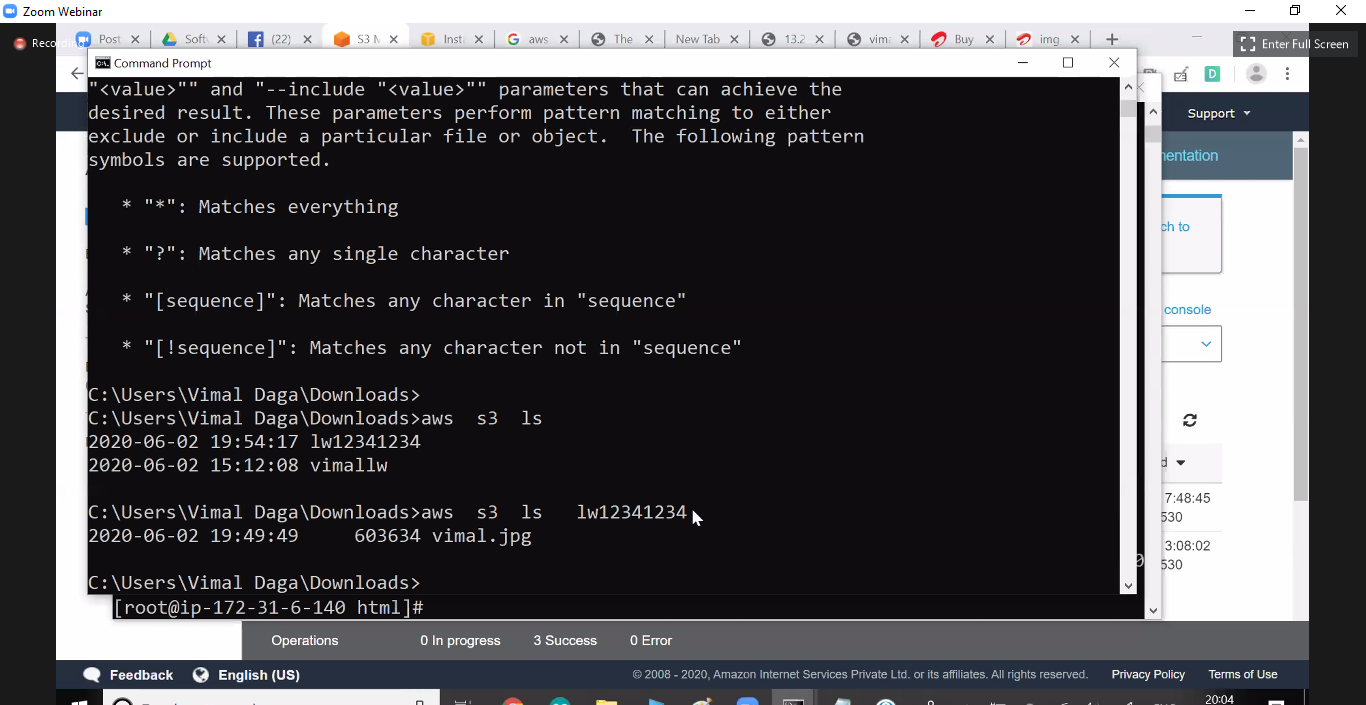 Zoom Webinar
Recording
Post
Soft
(22)
S3 M
Inst
aws
The
New Tab
13.2
vim
Buy
img
Enter Full Screen
Command Prompt
"<value>"" and "--include "<value>"" parameters that can achieve the
desired result. These parameters perform pattern matching to either
exclude or include a particular file or object.  The following pattern
symbols are supported.
* "*": Matches everything
* "?": Matches any single character
* "[sequence]": Matches any character in "sequence"
* "[!sequence]": Matches any character not in "sequence"
C:\Users\Vimal Daga\Downloads>
C:\Users\Vimal Daga\Downloads>aws  s3  ls
2020-06-02 19:54:17 lw12341234
2020-06-02 15:12:08 vimallw
C:\Users\Vimal Daga\Downloads>aws  s3  ls   lw12341234
2020-06-02 19:49:49     603634 vimal.jpg
C:\Users\Vimal Daga\Downloads>
[root@ip-172-31-6-140 html]#
Support
mentation
ch to
console
d
7:48:45
530
3:08:02
530
Operations
0 In progress
3 Success
0 Error
Feedback
English (US)
© 2008 - 2020, Amazon Internet Services Private Ltd. or its affiliates. All rights reserved.
Privacy Policy
Terms of Use
20:04